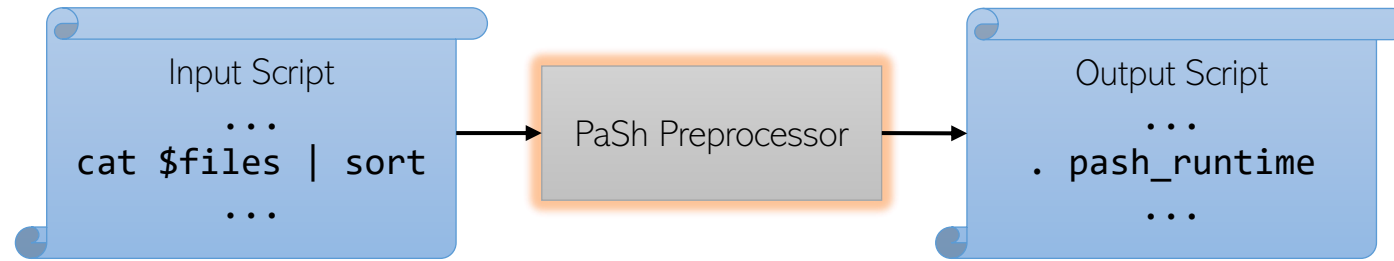 Input Script
...
cat $files | sort
...
PaSh Preprocessor
Output Script
...
. pash_runtime
...